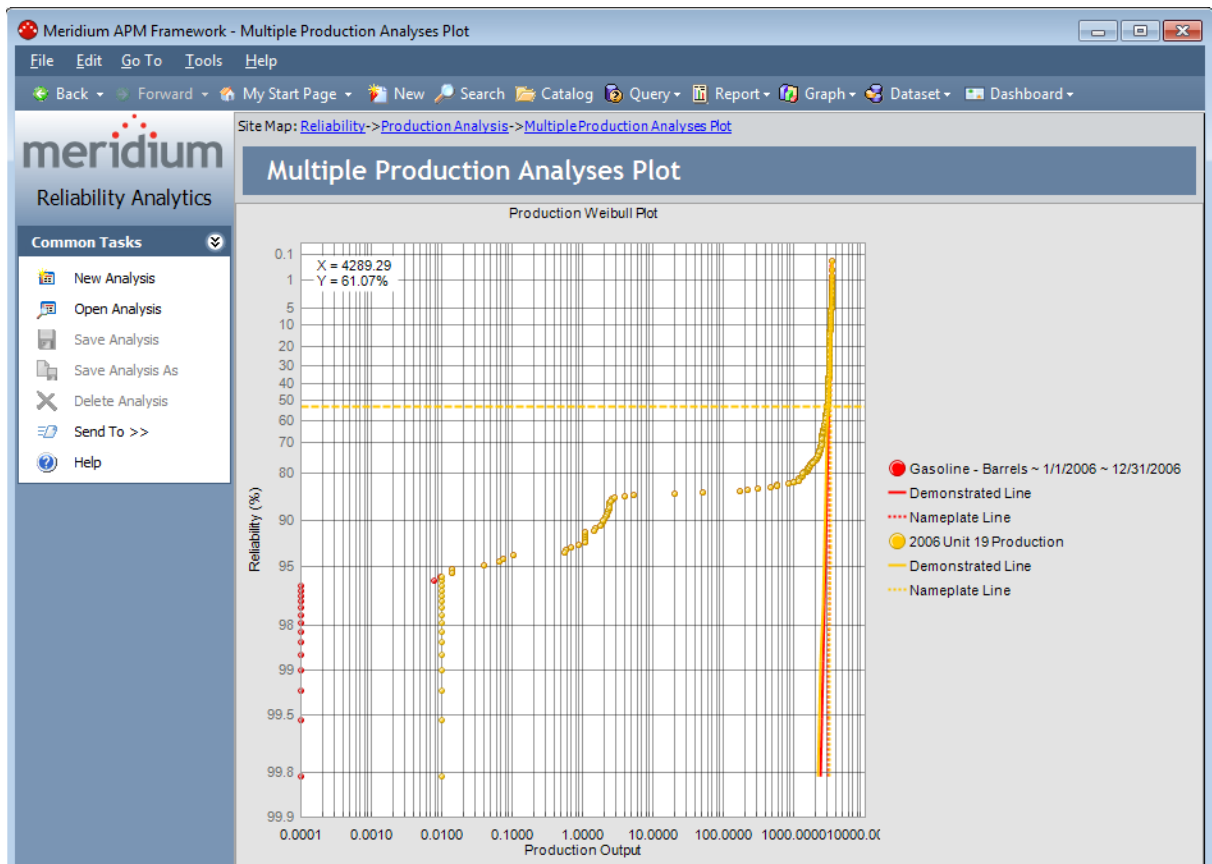 Meridium APM Framework - Multiple Production Analyses Plot
File Edit Go To Tools Help
Back Forward My Start Page New Search Catalog Query Report Graph Dataset Dashboard
meridium
Reliability Analytics
Common Tasks
New Analysis
Open Analysis
Save Analysis
Save Analysis As
Delete Analysis
Send To >>
Help
Site Map: Reliability->Production Analysis->Multiple Production Analyses Plot
Multiple Production Analyses Plot
Production Weibull Plot
X = 4289.29
Y = 61.07%
Reliability (%)
0.1
1
5
10
20
30
40
50
60
70
80
90
95
98
99
99.5
99.8
99.9
0.0001 0.0010 0.0100 0.1000 1.0000 10.0000 100.0000 1000.0000 10000.00
Production Output
Gasoline - Barrels ~ 1/1/2006 ~ 12/31/2006
Demonstrated Line
Nameplate Line
2006 Unit 19 Production
Demonstrated Line
Nameplate Line